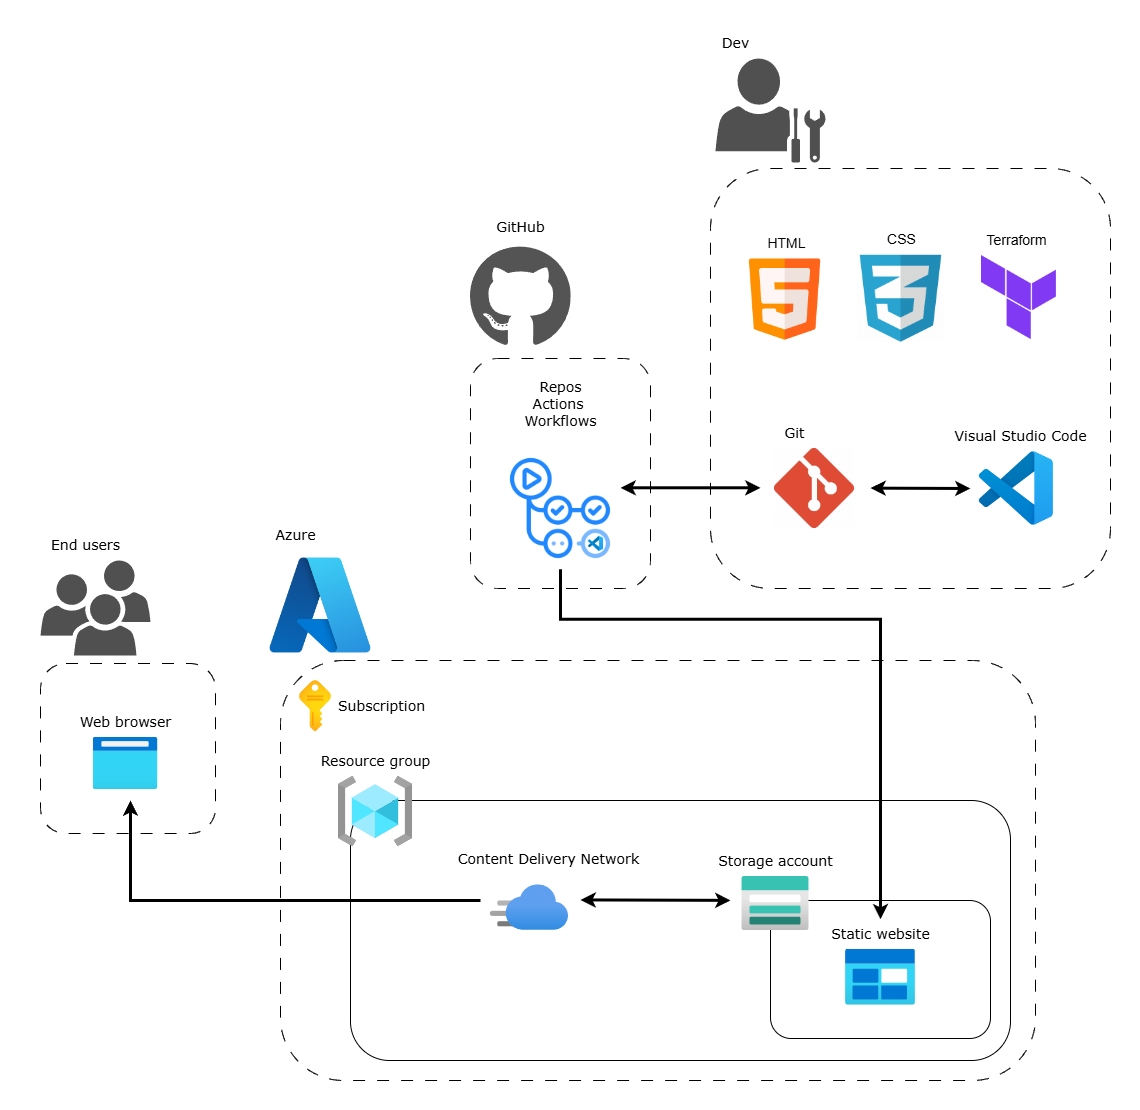 Dev
GitHub
HTML
CSS
Terraform
Repos
Actions
Workflows
Git
Visual Studio Code
End users
Azure
Web browser
Subscription
Resource group
Content Delivery Network
Storage account
Static website